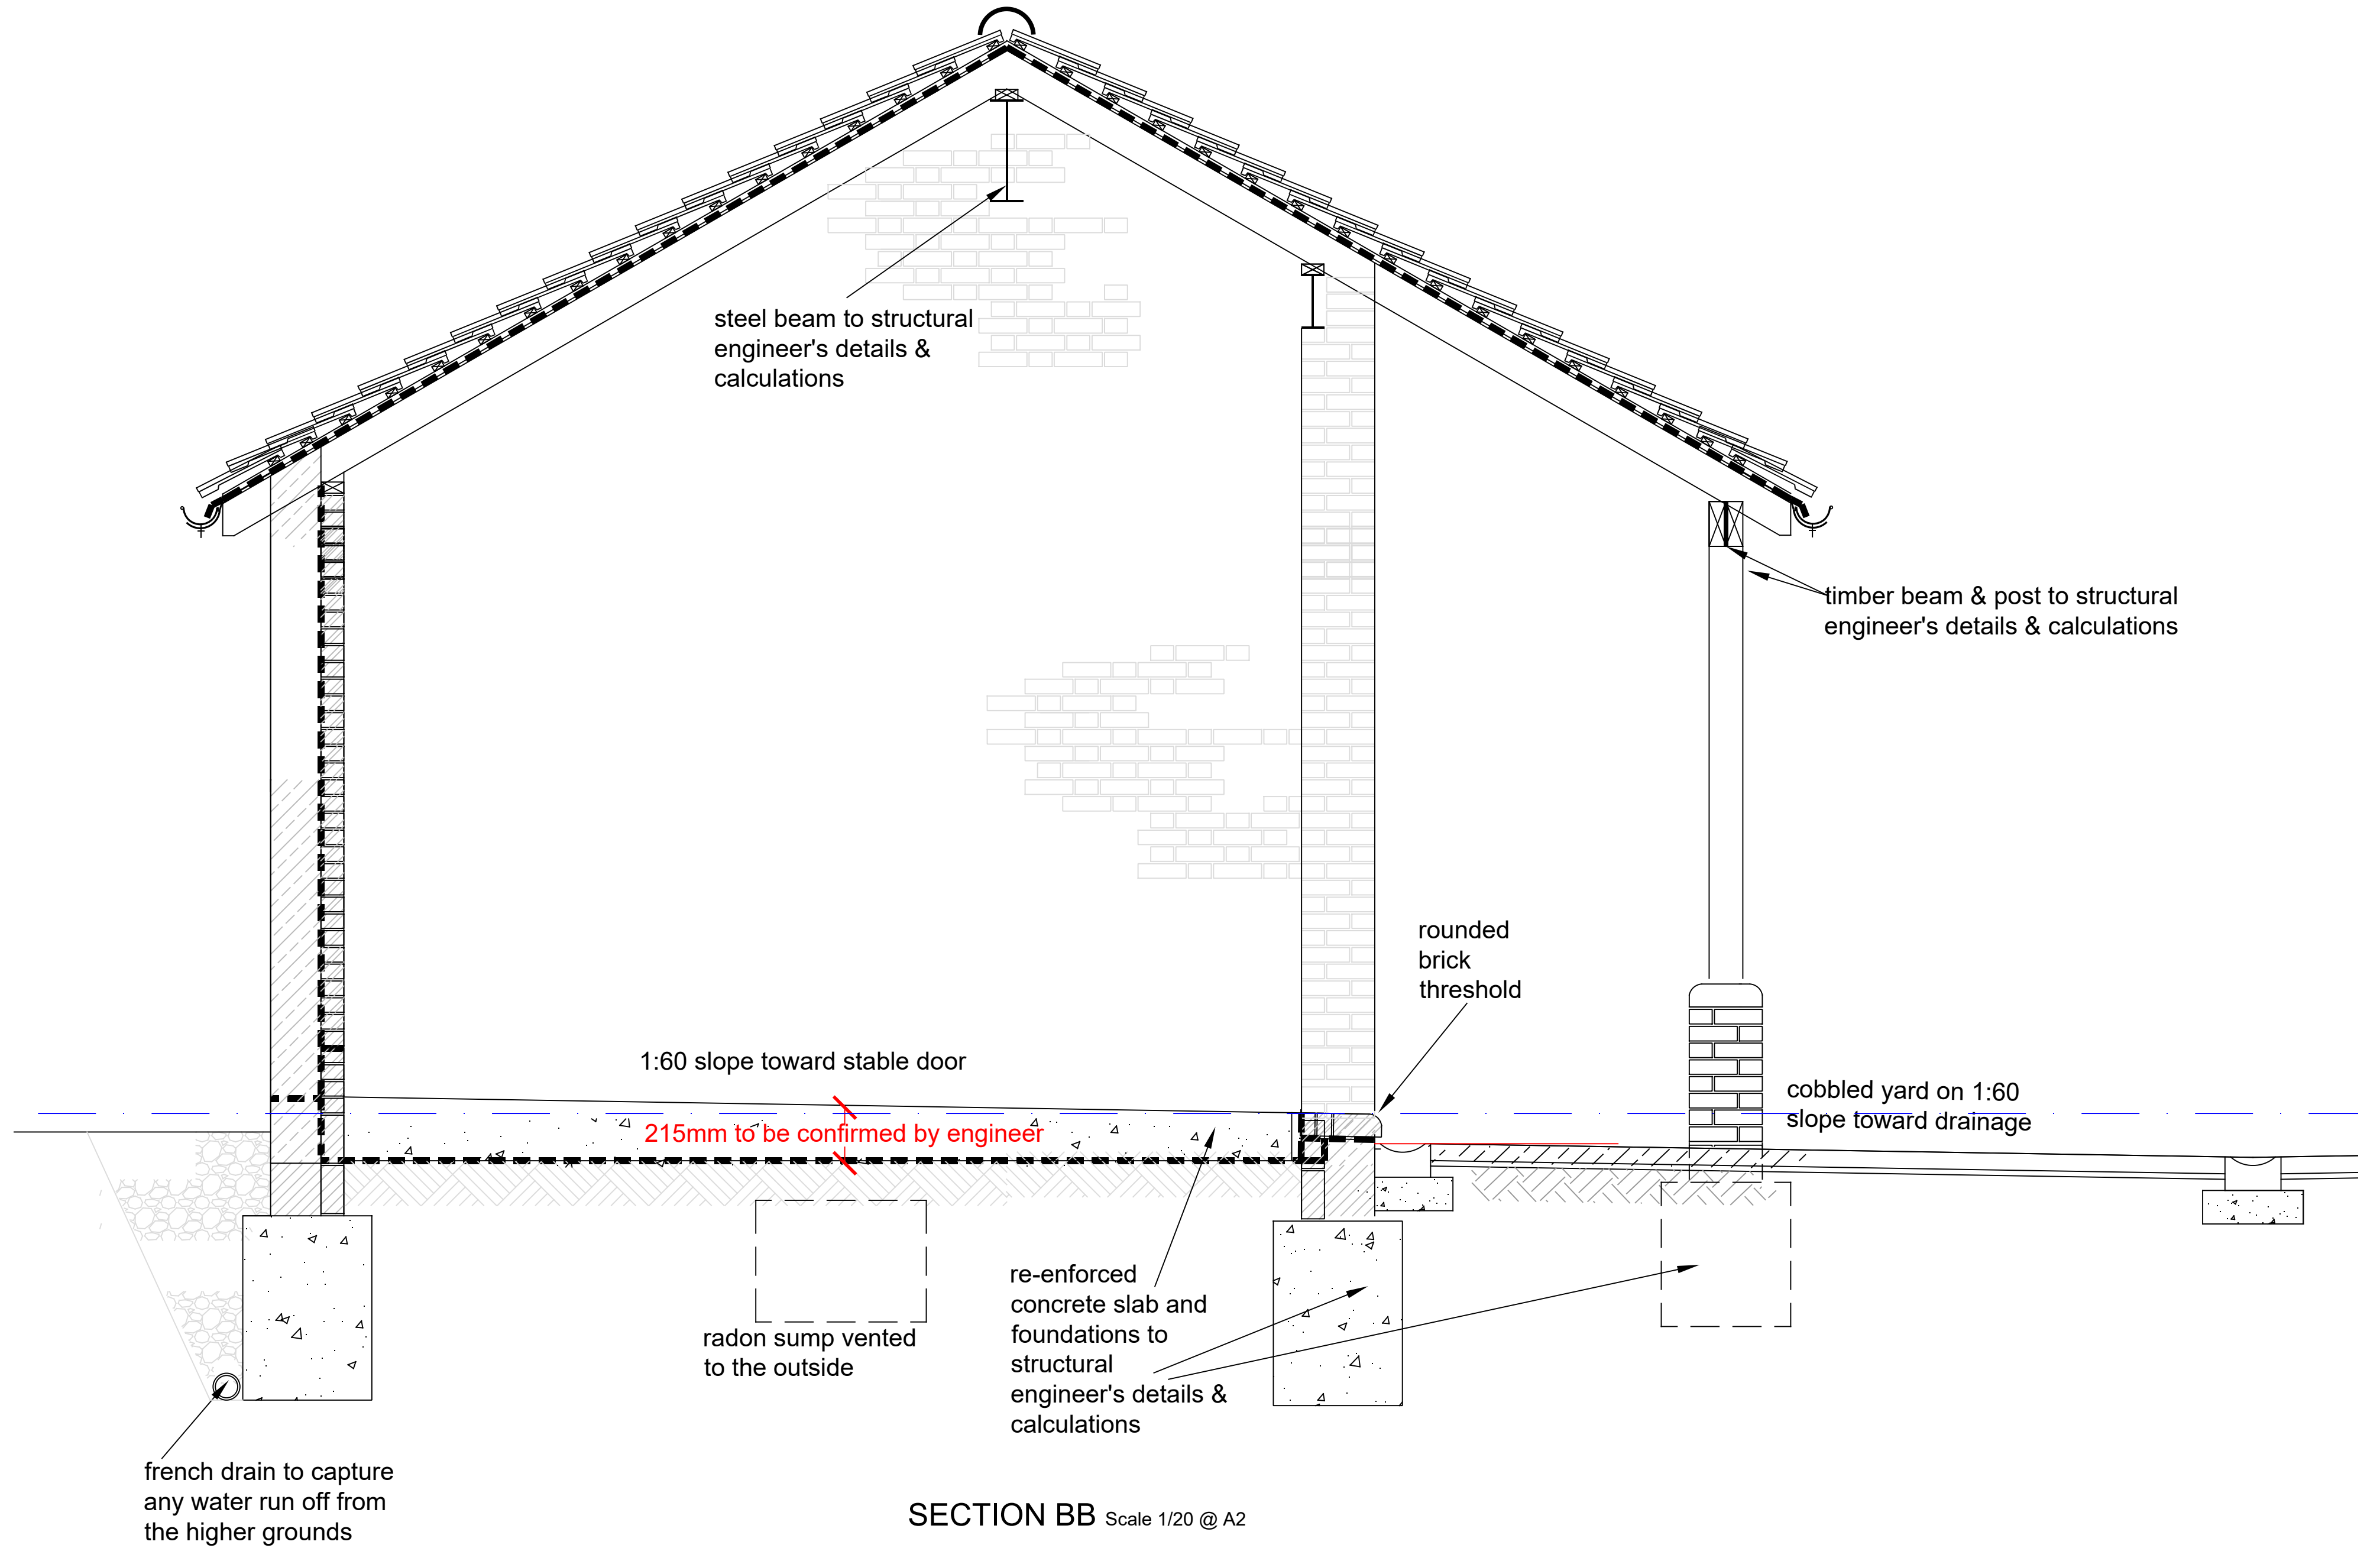 steel beam to structural
engineer's details &
calculations
timber beam & post to structural
engineer's details & calculations
rounded
brick
threshold
1:60 slope toward stable door
215mm to be confirmed by engineer
cobbled yard on 1:60
slope toward drainage
re-enforced
concrete slab and
foundations to
structural
engineer's details &
calculations
radon sump vented
to the outside
french drain to capture
any water run off from
the higher grounds
SECTION BB Scale 1/20 @ A2